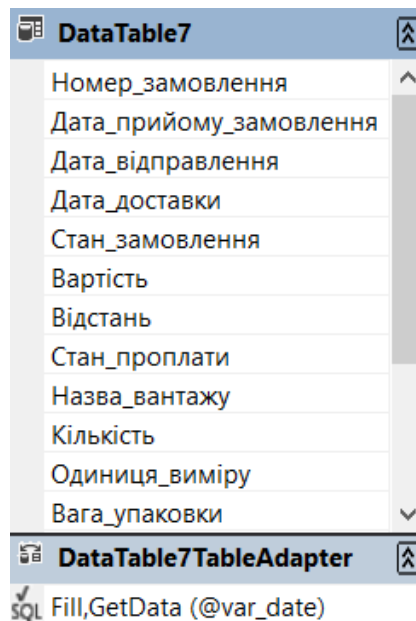 DataTable7
Номер_замовлення
Дата_прийому_замовлення
Дата_відправлення
Дата_доставки
Стан_замовлення
Вартість
Відстань
Стан_проплати
Назва_вантажу
Кількість
Одиниця_виміру
Вага_упаковки
DataTable7TableAdapter
SQL Fill,GetData (@var_date)